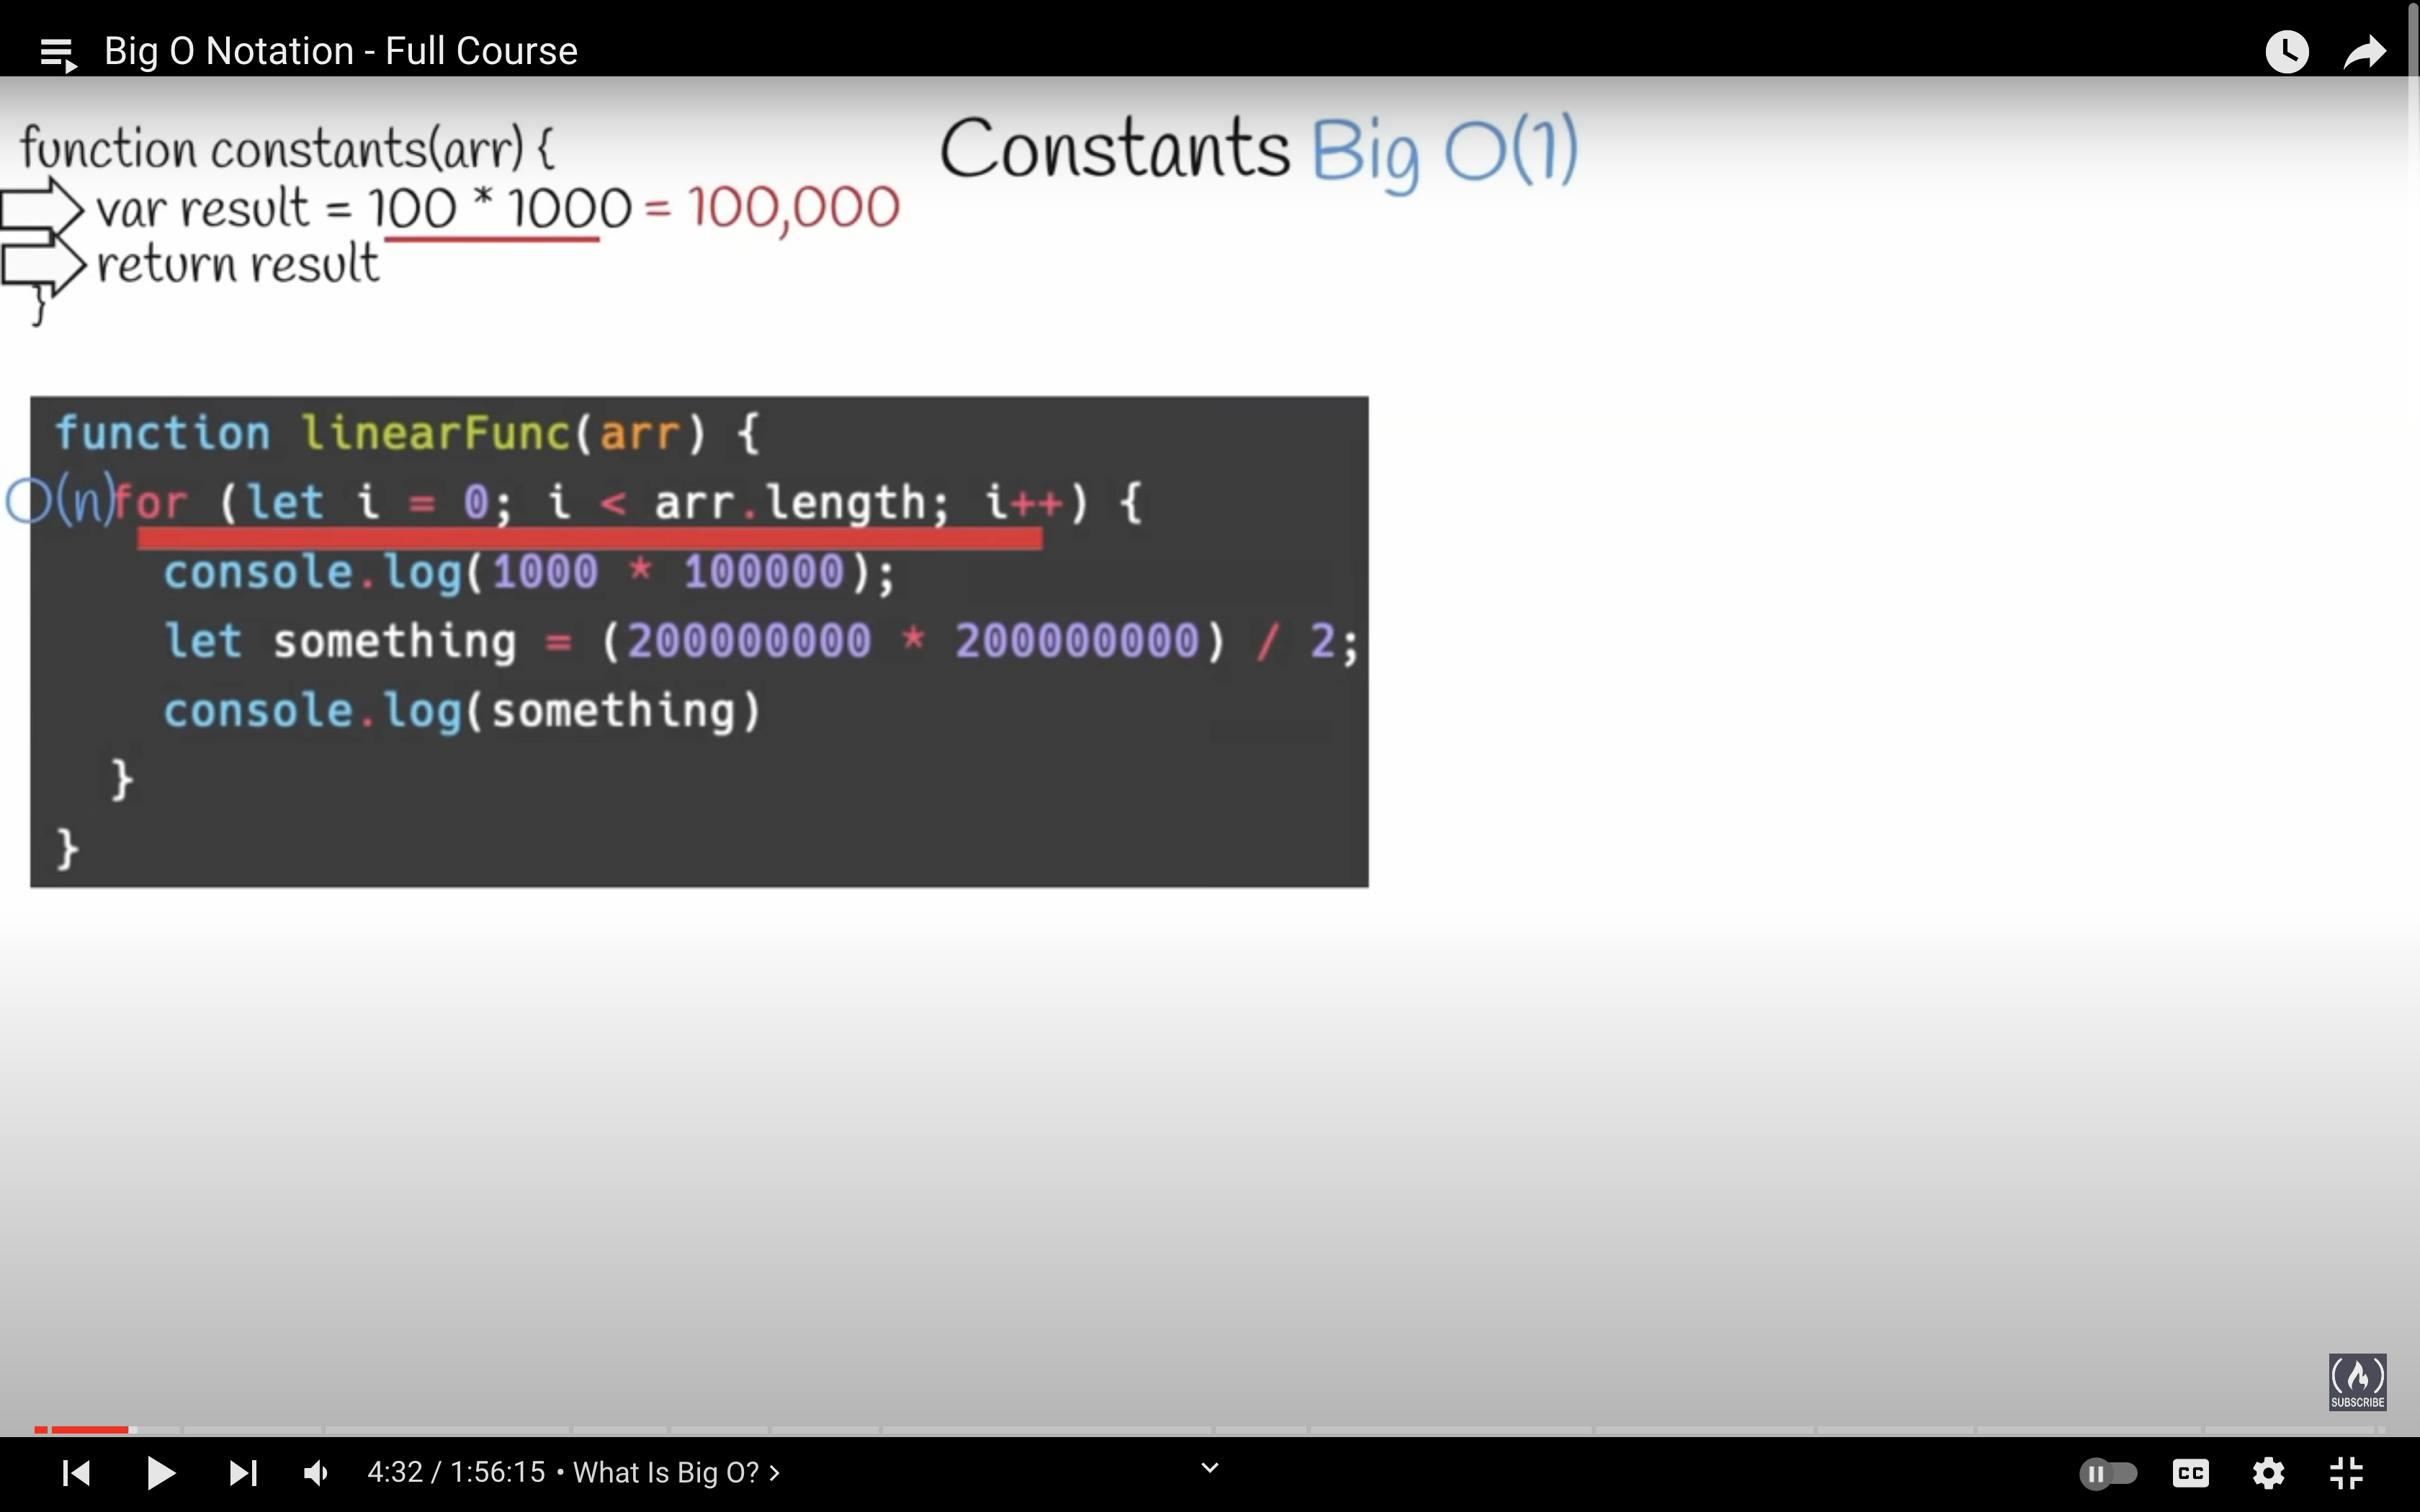 Big O Notation - Full Course
function constants(arr) {
Constants Big O(1)
var result = 100 * 1000 = 100,000
return result
}
function linearFunc(arr) {
O(n) for (let i = 0; i < arr.length; i++) {
console.log(1000 * 100000);
let something = (200000000 * 200000000) / 2;
console.log(something)
}
}
SUBSCRIBE
4:32 / 1:56:15 • What Is Big O? >
CC